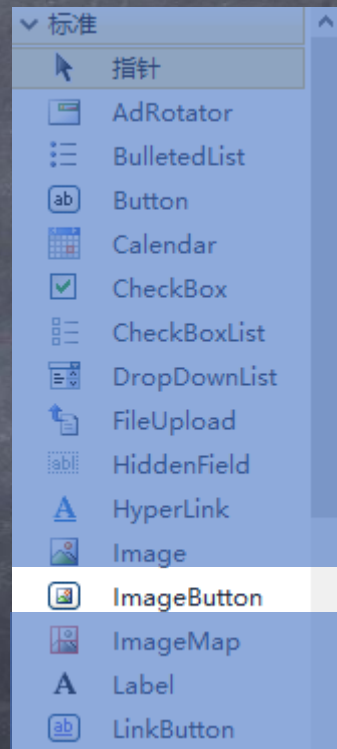 标准
指针
AdRotator
BulletedList
Button
Calendar
CheckBox
CheckBoxList
DropDownList
FileUpload
HiddenField
HyperLink
Image
ImageButton
ImageMap
Label
LinkButton